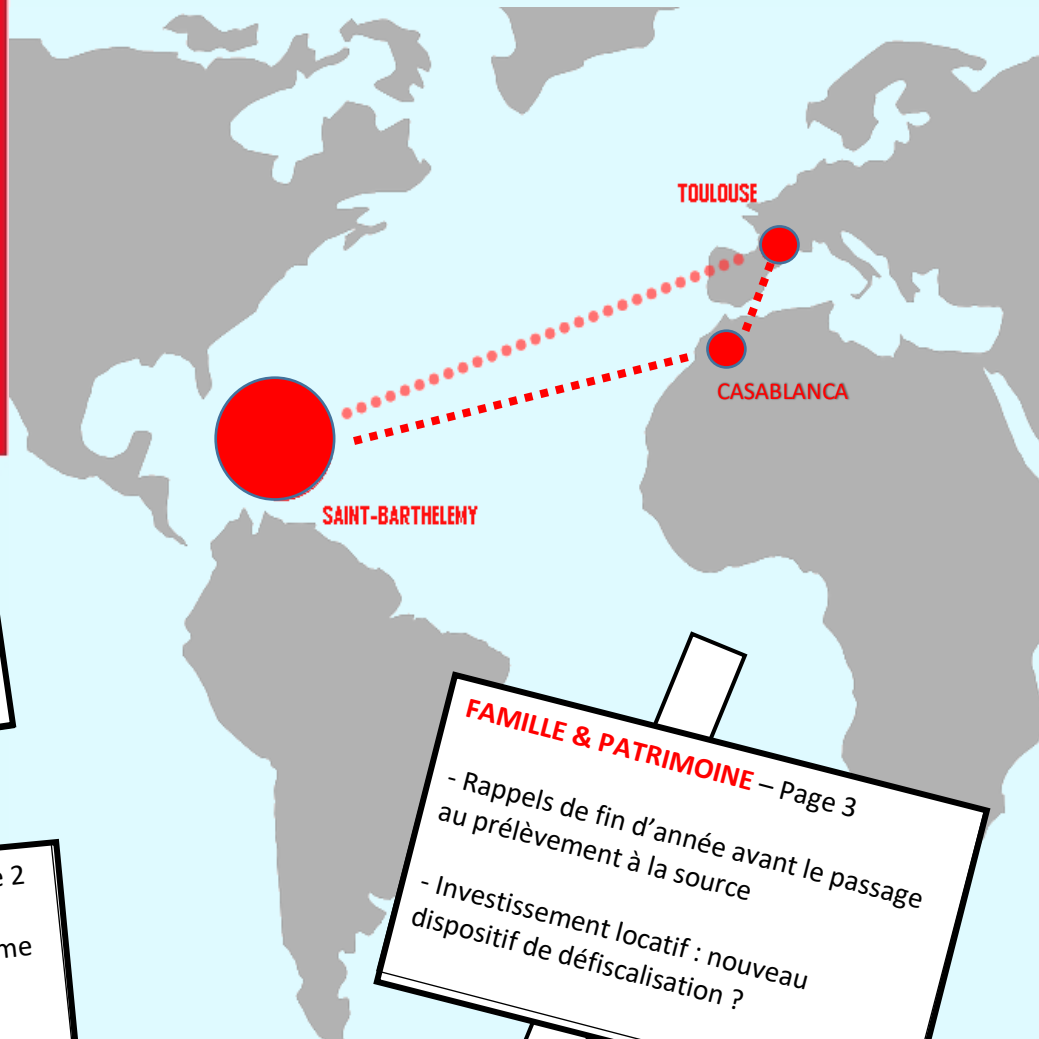 TOULOUSE
CASABLANCA
SAINT-BARTHELEMY
FAMILLE & PATRIMOINE – Page 3
- Rappels de fin d’année avant le passage
au prélèvement à la source
- Investissement locatif : nouveau
dispositif de défiscalisation ?
2